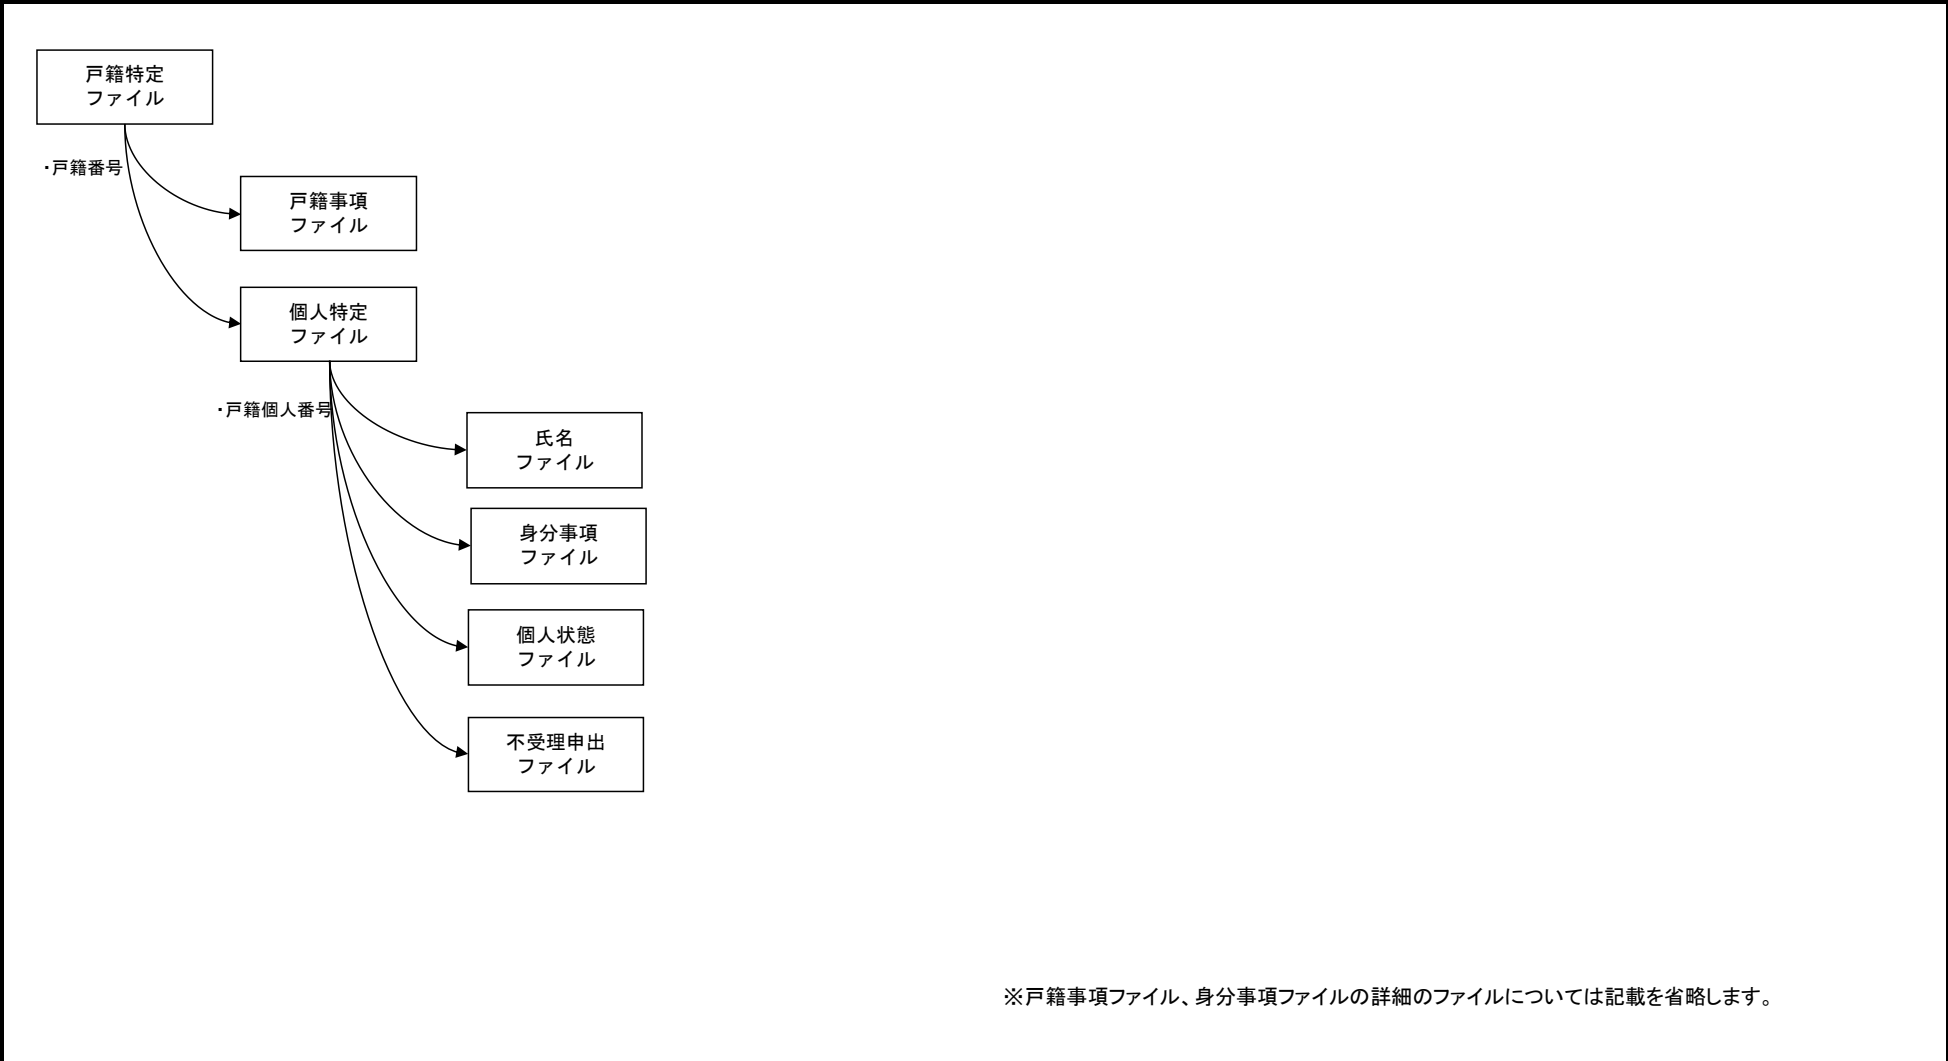 戸籍特定
ファイル
・戸籍番号
戸籍事項
ファイル
個人特定
ファイル
・戸籍個人番号
氏名
ファイル
身分事項
ファイル
個人状態
ファイル
不受理申出
ファイル
※戸籍事項ファイル、身分事項ファイルの詳細のファイルについては記載を省略します。